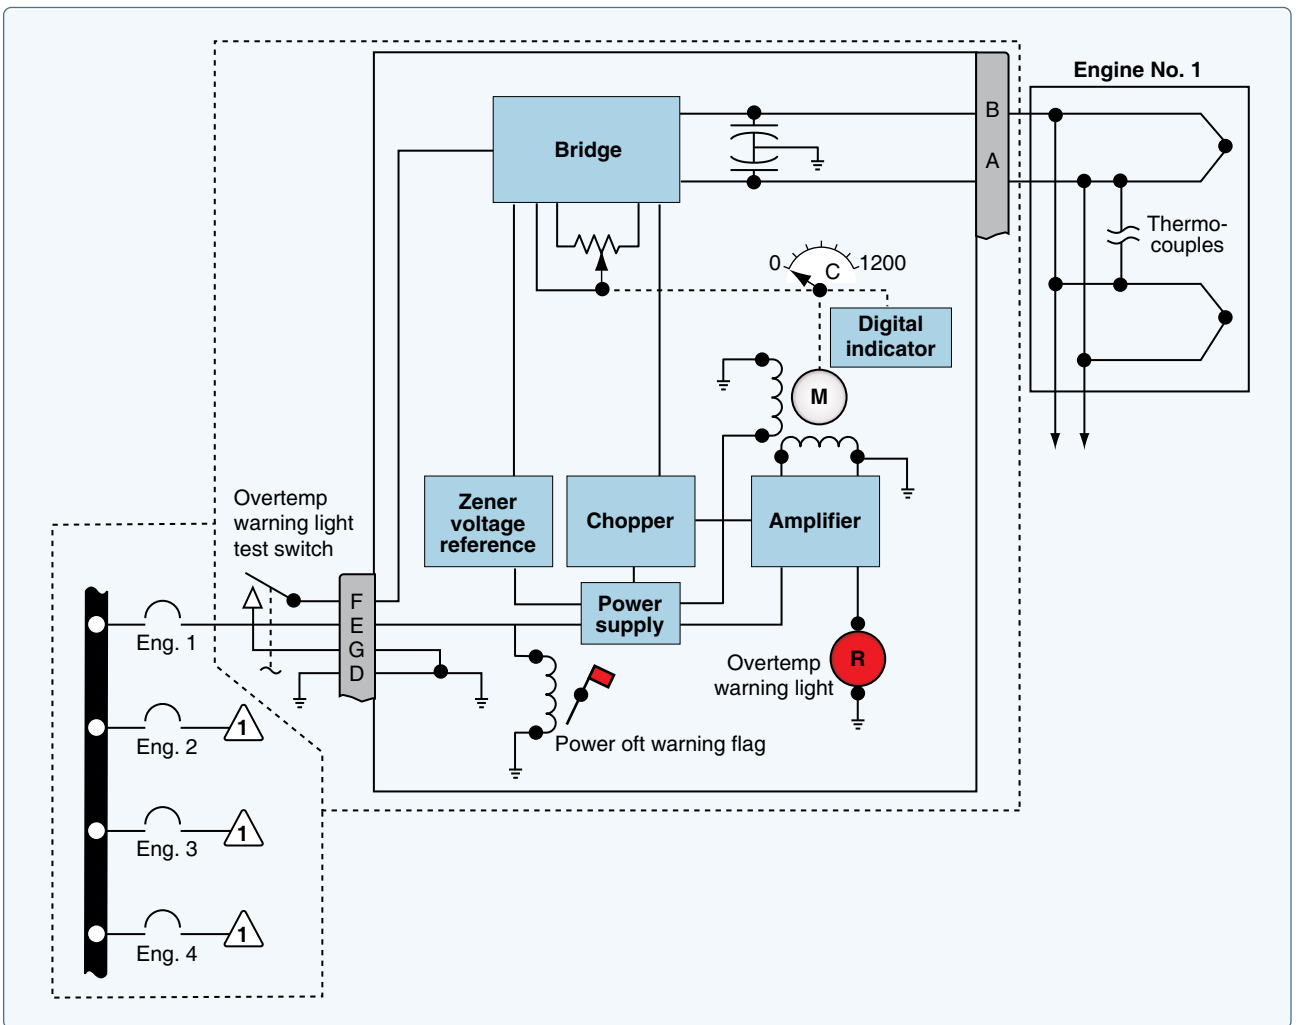 Engine No. 1
B
A
Bridge
Thermo-
couples
0
1200
C
Digital
indicator
M
Zener
voltage
reference
Chopper
Amplifier
Overtemp
warning light
test switch
Power
supply
F
E
G
D
Eng. 1
Overtemp
warning light
R
1
Eng. 2
Power oft warning flag
1
Eng. 3
1
Eng. 4